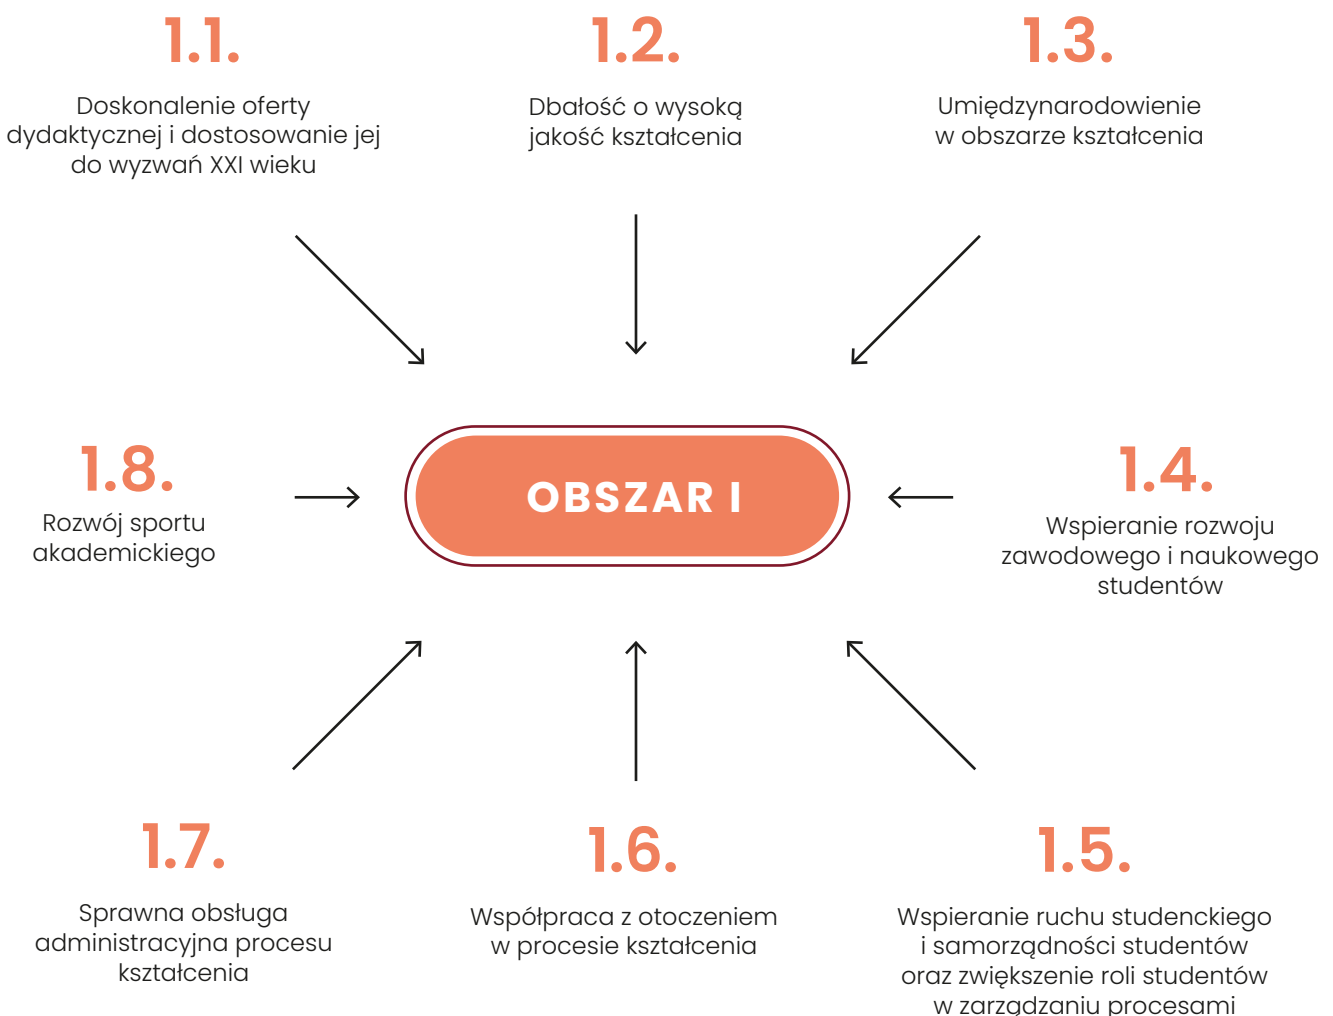 1.1.
Doskonalenie oferty
dydaktycznej i dostosowanie jej
do wyzwań XXI wieku
1.2.
Dbałość o wysoką
jakość kształcenia
1.3.
Umiędzynarodowienie
w obszarze kształcenia
1.8.
Rozwój sportu
akademickiego
OBSZAR I
1.4.
Wspieranie rozwoju
zawodowego i naukowego
studentów
1.7.
Sprawna obsługa
administracyjna procesu
kształcenia
1.6.
Współpraca z otoczeniem
w procesie kształcenia
1.5.
Wspieranie ruchu studenckiego
i samorządności studentów
oraz zwiększenie roli studentów
w zarządzaniu procesami